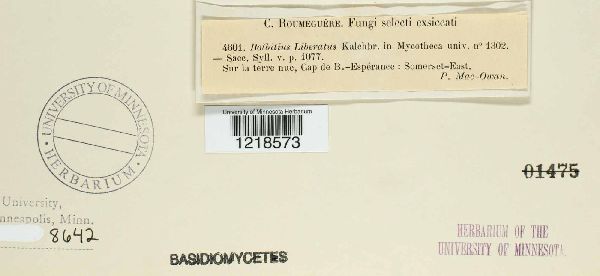 C. ROUMEGUÈRE. Fungi selecti exsiccati
4601. Bolbitius Liberatus Kalchbr. in Mycotheca univ. nº 1302.
— Sacc. Syll. v. p. 1077.
Sur la terre nue, Cap de B.-Espérance : Somerset-East.
P. Mac-Owan.
University of Minnesota Herbarium
1218573
UNIVERSITY OF MINNESOTA
HERBARIUM
01475
University,
nneapolis, Minn.
8642
BASIDIOMYCETES
HERBARIUM OF THE
UNIVERSITY OF MINNESOTA.